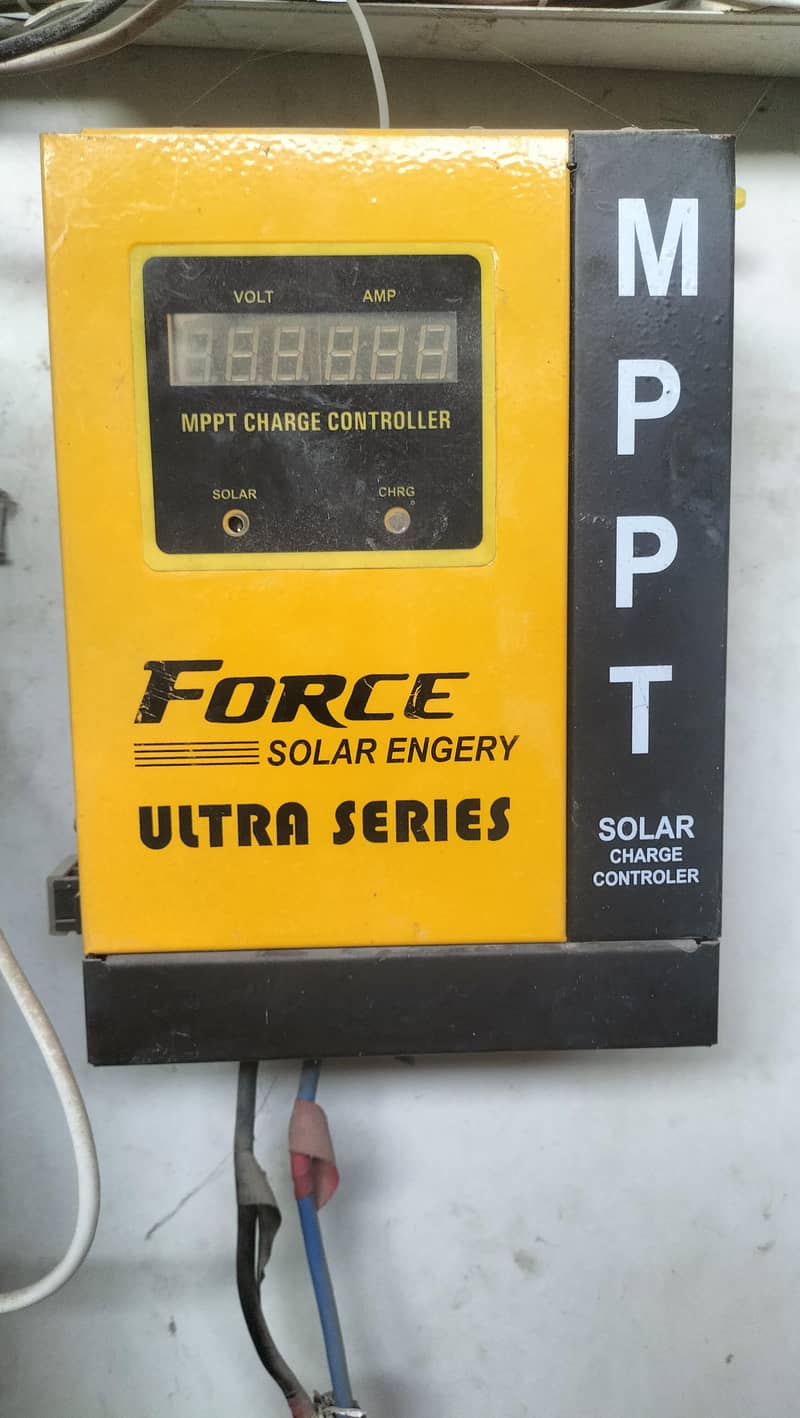 VOLT AMP
MPPT CHARGE CONTROLLER
SOLAR CHRG
FORCE
SOLAR ENGERY
ULTRA SERIES
M
P
P
T
SOLAR
CHARGE
CONTROLER